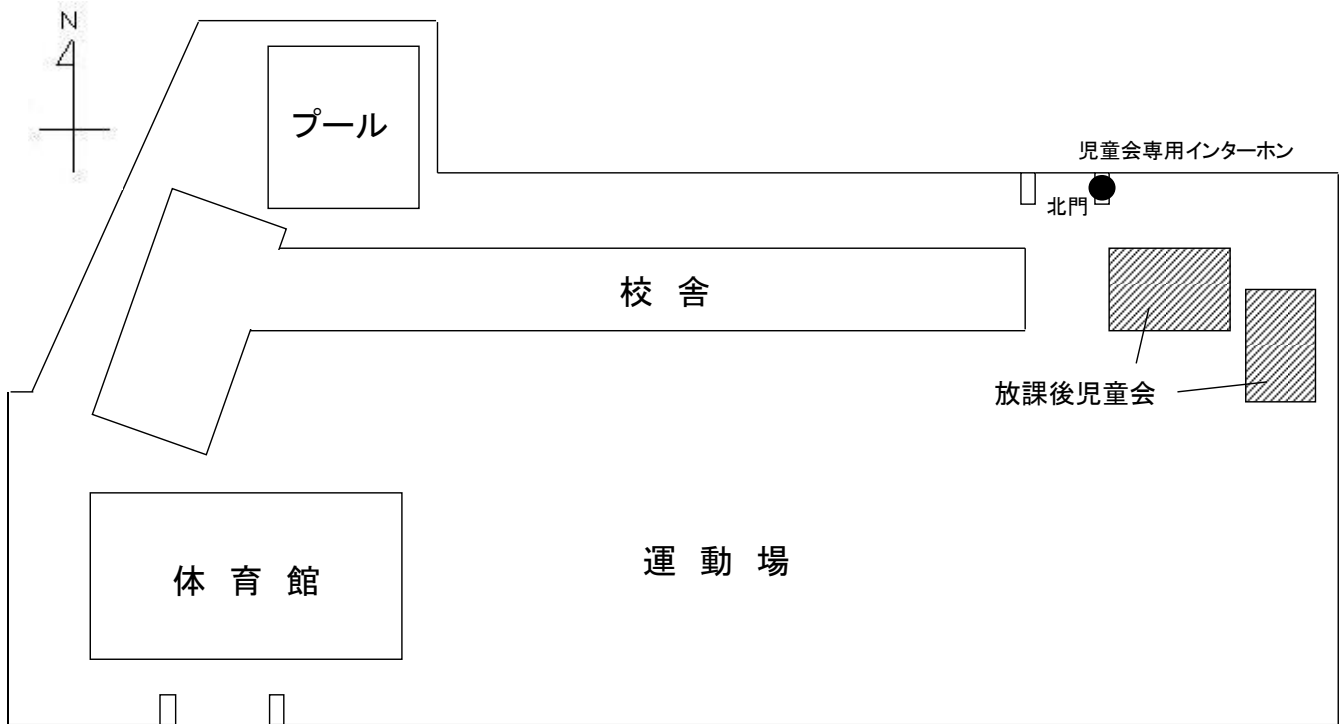 N
プール
児童会専用インターホン
北門
校 舎
放課後児童会
運 動 場
体 育 館